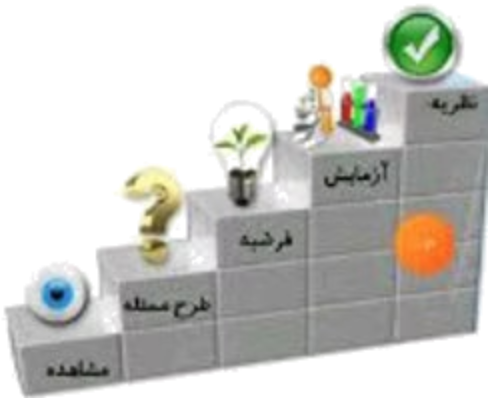 نظریه
آزمایش
فرضیه
طرح مسئله
مشاهده